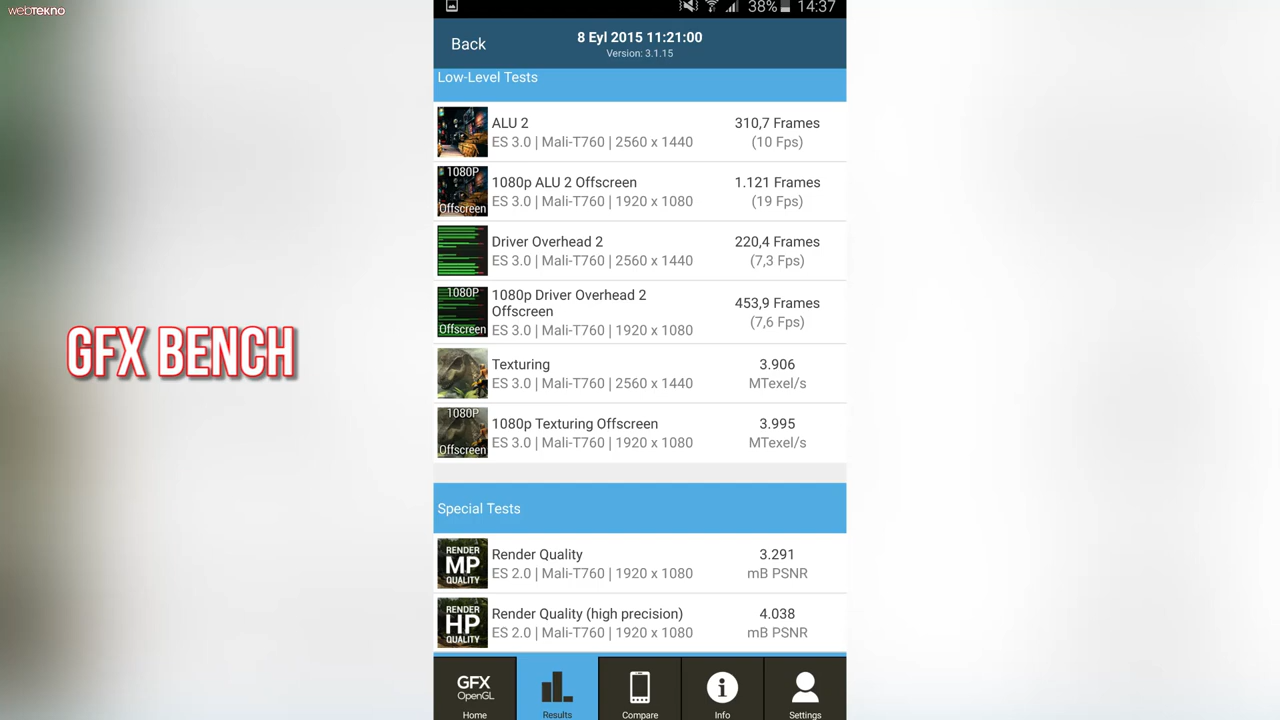 webtekno
38% 14:37
Back
8 Eyl 2015 11:21:00
Version: 3.1.15
Low-Level Tests
ALU 2
310,7 Frames
ES 3.0 | Mali-T760 | 2560 x 1440
(10 Fps)
1080P
Offscreen
1080p ALU 2 Offscreen
1.121 Frames
ES 3.0 | Mali-T760 | 1920 x 1080
(19 Fps)
Driver Overhead 2
220,4 Frames
ES 3.0 | Mali-T760 | 2560 x 1440
(7,3 Fps)
1080P
Offscreen
1080p Driver Overhead 2
Offscreen
453,9 Frames
ES 3.0 | Mali-T760 | 1920 x 1080
(7,6 Fps)
GFX BENCH
Texturing
3.906
ES 3.0 | Mali-T760 | 2560 x 1440
MTexel/s
1080P
Offscreen
1080p Texturing Offscreen
3.995
ES 3.0 | Mali-T760 | 1920 x 1080
MTexel/s
Special Tests
RENDER
MP
QUALITY
Render Quality
3.291
ES 2.0 | Mali-T760 | 1920 x 1080
mB PSNR
RENDER
HP
QUALITY
Render Quality (high precision)
4.038
ES 2.0 | Mali-T760 | 1920 x 1080
mB PSNR
GFX
OpenGL
Home
Results
Compare
Info
Settings